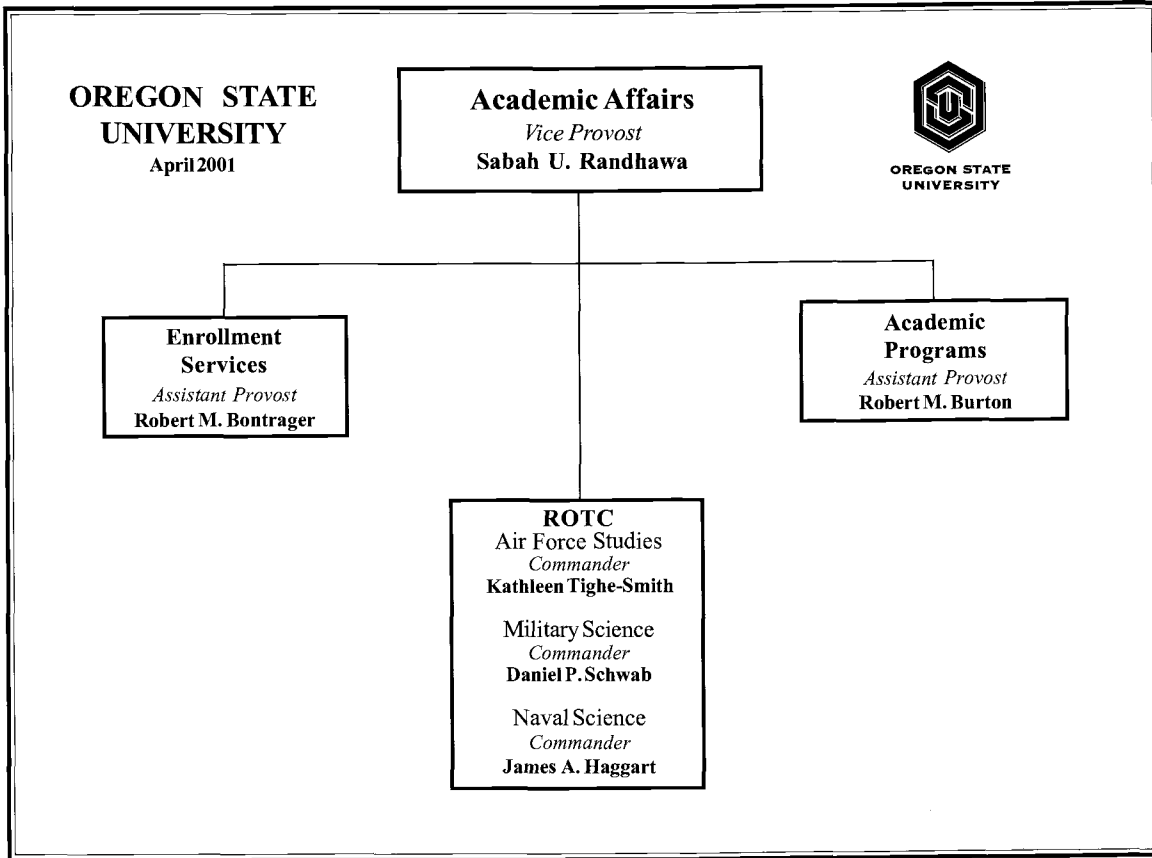 OREGON STATE
UNIVERSITY
April 2001
Academic Affairs
Vice Provost
Sabah U. Randhawa
OREGON STATE
UNIVERSITY
Enrollment
Services
Assistant Provost
Robert M. Bontrager
Academic
Programs
Assistant Provost
Robert M. Burton
ROTC
Air Force Studies
Commander
Kathleen Tighe-Smith
Military Science
Commander
Daniel P. Schwab
Naval Science
Commander
James A. Haggart